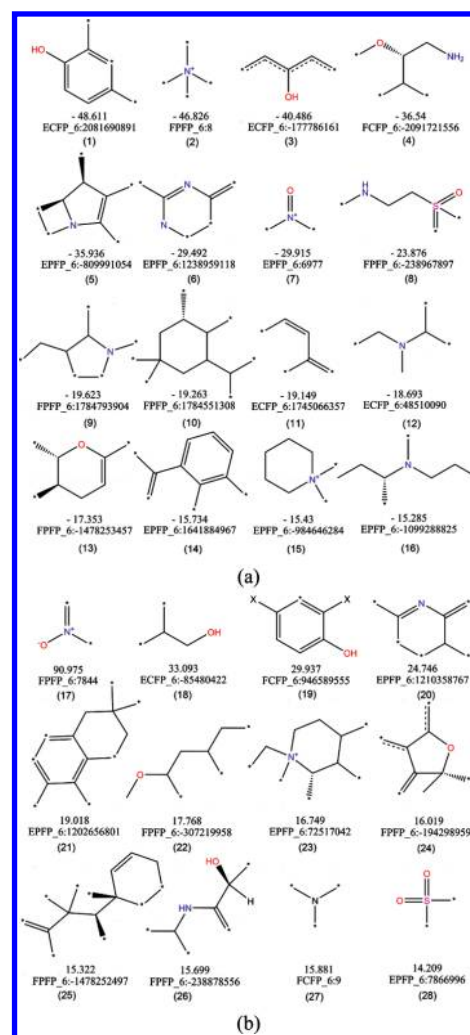 HO
O
NH₂
N⁺
OH
- 48.611
- 46.826
- 40.486
- 36.54
ECFP_6:2081690891
FPFP_6:8
ECFP_6:-177786161
FCFP_6:-2091721556
(1)
(2)
(3)
(4)
N
N
N
O
N⁺
H
N
S
O
- 35.936
- 29.492
- 29.915
- 23.876
EPFP_6:-809991054
EPFP_6:1238959118
EPFP_6:6977
FPFP_6:-238967897
(5)
(6)
(7)
(8)
N
N
- 19.623
- 19.263
- 19.149
- 18.693
FPFP_6:1784793904
FPFP_6:1784551308
ECFP_6:1745066357
ECFP_6:48510090
(9)
(10)
(11)
(12)
O
N⁺
N
- 17.353
- 15.734
- 15.43
- 15.285
FPFP_6:-1478253457
EPFP_6:1641884967
EPFP_6:-984646284
EPFP_6:-1099288825
(13)
(14)
(15)
(16)
(a)
⁻O
N⁺
OH
X
X
OH
N
90.975
33.093
29.937
24.746
FPFP_6:7844
ECFP_6:-85480422
FCFP_6:946589555
EPFP_6:1210358767
(17)
(18)
(19)
(20)
O
N⁺
O
19.018
17.768
16.749
16.019
EPFP_6:1202656801
FPFP_6:-307219958
EPFP_6:72517042
FPFP_6:-194298959
(21)
(22)
(23)
(24)
HO
HN
H
N
O
S
O
15.322
15.699
15.881
14.209
FPFP_6:-1478252497
FPFP_6:-238878556
FCFP_6:9
EPFP_6:7866996
(25)
(26)
(27)
(28)
(b)